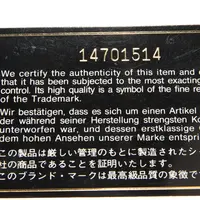 14701514
We certify the authenticity of this item and
that it has been subjected to the most exacting
control. Its high quality is a symbol of the fine re
of the Trademark.
Wir bestätigen, dass es sich um einen Artikel
der während seiner Herstellung strengsten Ko
unterworfen war, und dessen erstklassige
dem hohen Ansehen unserer Marke entspri
この製品は厳しい管理のもとに製造された
社の商品であることを証明いたします。
このブランド・マークは最高級品質の象徴で